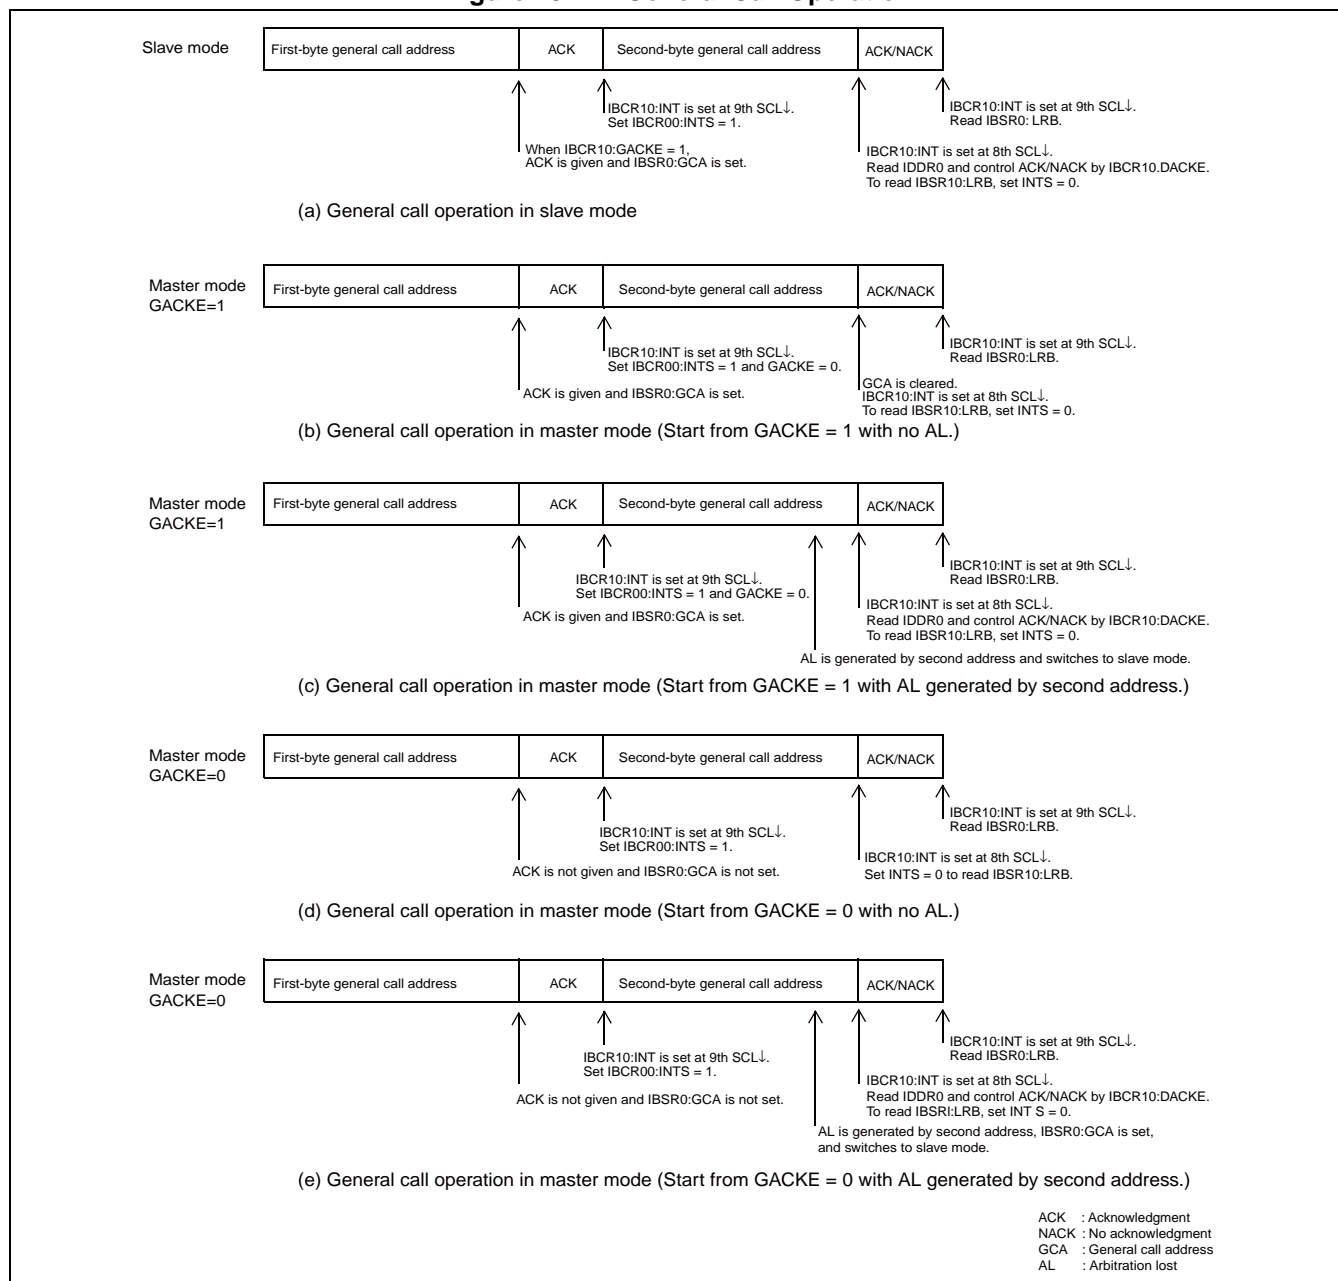 Slave mode
First-byte general call address ACK Second-byte general call address ACK/NACK
IBCR10:INT is set at 9th SCL↓.
Set IBCR00:INTS = 1.
IBCR10:INT is set at 9th SCL↓.
Read IBSR0: LRB.
When IBCR10:GACKE = 1,
ACK is given and IBSR0:GCA is set.
IBCR10:INT is set at 8th SCL↓.
Read IDDR0 and control ACK/NACK by IBCR10.DACKE.
To read IBSR10:LRB, set INTS = 0.
(a) General call operation in slave mode
Master mode
GACKE=1
First-byte general call address ACK Second-byte general call address ACK/NACK
IBCR10:INT is set at 9th SCL↓.
Set IBCR00:INTS = 1 and GACKE = 0.
IBCR10:INT is set at 9th SCL↓.
Read IBSR0:LRB.
ACK is given and IBSR0:GCA is set.
GCA is cleared.
IBCR10:INT is set at 8th SCL↓.
To read IBSR10:LRB, set INTS = 0.
(b) General call operation in master mode (Start from GACKE = 1 with no AL.)
Master mode
GACKE=1
First-byte general call address ACK Second-byte general call address ACK/NACK
IBCR10:INT is set at 9th SCL↓.
Set IBCR00:INTS = 1 and GACKE = 0.
IBCR10:INT is set at 9th SCL↓.
Read IBSR0:LRB.
ACK is given and IBSR0:GCA is set.
IBCR10:INT is set at 8th SCL↓.
Read IDDR0 and control ACK/NACK by IBCR10:DACKE.
To read IBSR10:LRB, set INTS = 0.
AL is generated by second address and switches to slave mode.
(c) General call operation in master mode (Start from GACKE = 1 with AL generated by second address.)
Master mode
GACKE=0
First-byte general call address ACK Second-byte general call address ACK/NACK
IBCR10:INT is set at 9th SCL↓.
Set IBCR00:INTS = 1.
IBCR10:INT is set at 9th SCL↓.
Read IBSR0:LRB.
ACK is not given and IBSR0:GCA is not set.
IBCR10:INT is set at 8th SCL↓.
Set INTS = 0 to read IBSR10:LRB.
(d) General call operation in master mode (Start from GACKE = 0 with no AL.)
Master mode
GACKE=0
First-byte general call address ACK Second-byte general call address ACK/NACK
IBCR10:INT is set at 9th SCL↓.
Set IBCR00:INTS = 1.
IBCR10:INT is set at 9th SCL↓.
Read IBSR0:LRB.
ACK is not given and IBSR0:GCA is not set.
IBCR10:INT is set at 8th SCL↓.
Read IDDR0 and control ACK/NACK by IBCR10:DACKE.
To read IBSRI:LRB, set INT S = 0.
AL is generated by second address, IBSR0:GCA is set,
and switches to slave mode.
(e) General call operation in master mode (Start from GACKE = 0 with AL generated by second address.)
ACK : Acknowledgment
NACK : No acknowledgment
GCA : General call address
AL : Arbitration lost